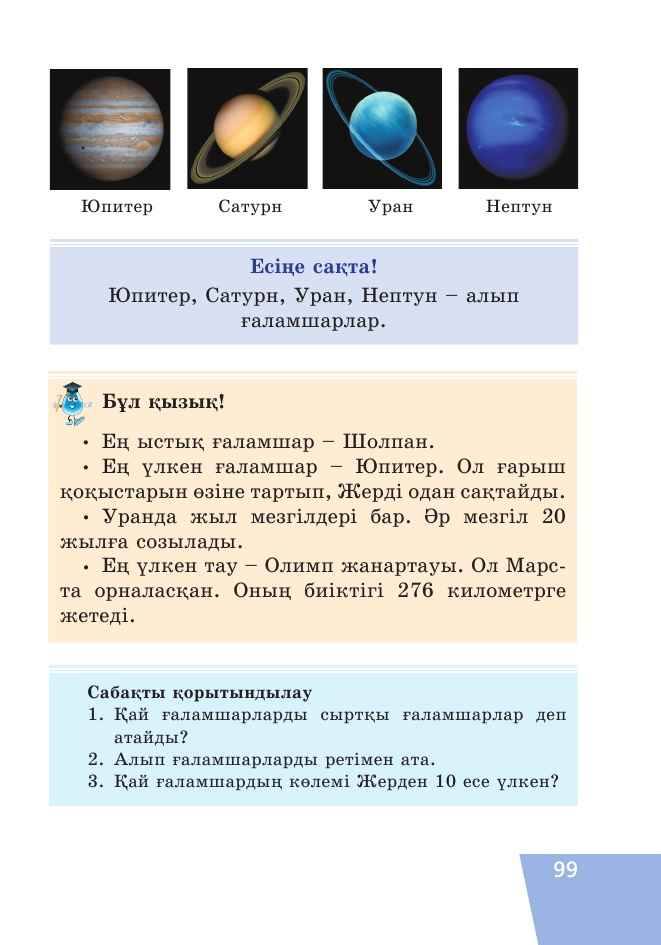 Юпитер Сатурн Уран Нептун
Есіңе сақта!
Юпитер, Сатурн, Уран, Нептун – алып
ғаламшарлар.
Бұл қызық!
• Ең ыстық ғаламшар – Шолпан.
• Ең үлкен ғаламшар – Юпитер. Ол ғарыш
қоқыстарын өзіне тартып, Жерді одан сақтайды.
• Уранда жыл мезгілдері бар. Әр мезгіл 20
жылға созылады.
• Ең үлкен тау – Олимп жанартауы. Ол Марс-
та орналасқан. Оның биіктігі 276 километрге
жетеді.
Сабақты қорытындылау
1. Қай ғаламшарларды сыртқы ғаламшарлар деп
атайды?
2. Алып ғаламшарларды ретімен ата.
3. Қай ғаламшардың көлемі Жерден 10 есе үлкен?
99